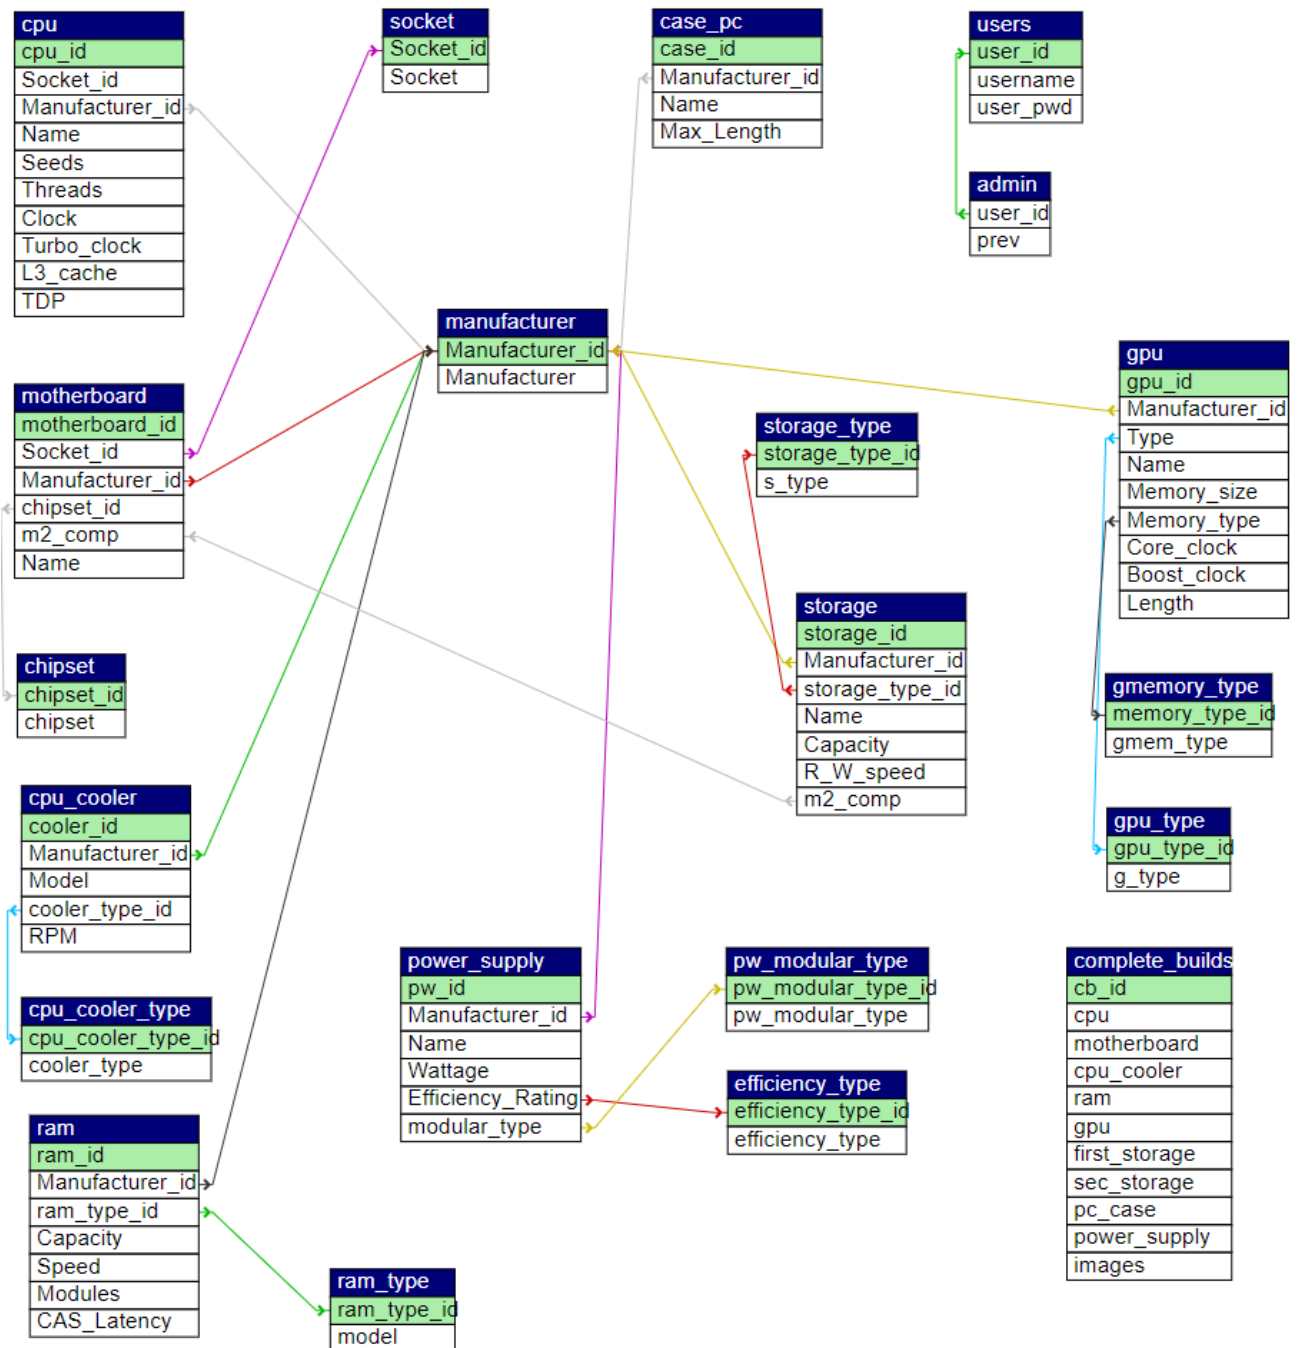 cpu
cpu_id
Socket_id
Manufacturer_id
Name
Seeds
Threads
Clock
Turbo_clock
L3_cache
TDP
socket
Socket_id
Socket
case_pc
case_id
Manufacturer_id
Name
Max_Length
users
user_id
username
user_pwd
admin
user_id
prev
manufacturer
Manufacturer_id
Manufacturer
gpu
gpu_id
Manufacturer_id
Type
Name
Memory_size
Memory_type
Core_clock
Boost_clock
Length
motherboard
motherboard_id
Socket_id
Manufacturer_id
chipset_id
m2_comp
Name
storage_type
storage_type_id
s_type
storage
storage_id
Manufacturer_id
storage_type_id
Name
Capacity
R_W_speed
m2_comp
chipset
chipset_id
chipset
gmemory_type
memory_type_id
gmem_type
cpu_cooler
cooler_id
Manufacturer_id
Model
cooler_type_id
RPM
gpu_type
gpu_type_id
g_type
power_supply
pw_id
Manufacturer_id
Name
Wattage
Efficiency_Rating
modular_type
pw_modular_type
pw_modular_type_id
pw_modular_type
complete_builds
cb_id
cpu
motherboard
cpu_cooler
ram
gpu
first_storage
sec_storage
pc_case
power_supply
images
cpu_cooler_type
cpu_cooler_type_id
cooler_type
efficiency_type
efficiency_type_id
efficiency_type
ram
ram_id
Manufacturer_id
ram_type_id
Capacity
Speed
Modules
CAS_Latency
ram_type
ram_type_id
model